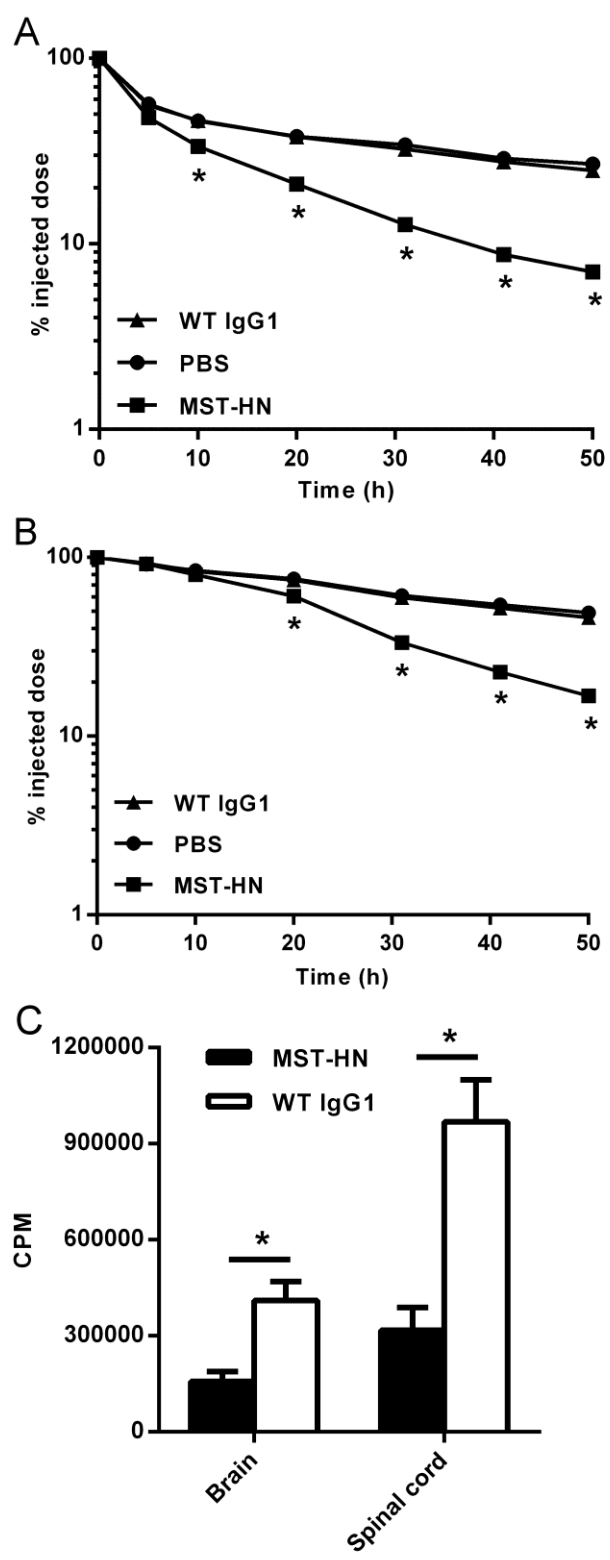 A
100
10
1
% injected dose
WT IgG1
PBS
MST-HN
* * * * *
0 10 20 30 40 50
Time (h)
B
100
10
1
% injected dose
* * * *
WT IgG1
PBS
MST-HN
0 10 20 30 40 50
Time (h)
C
1200000
900000
600000
300000
0
CPM
MST-HN
WT IgG1
*
*
Brain
Spinal cord